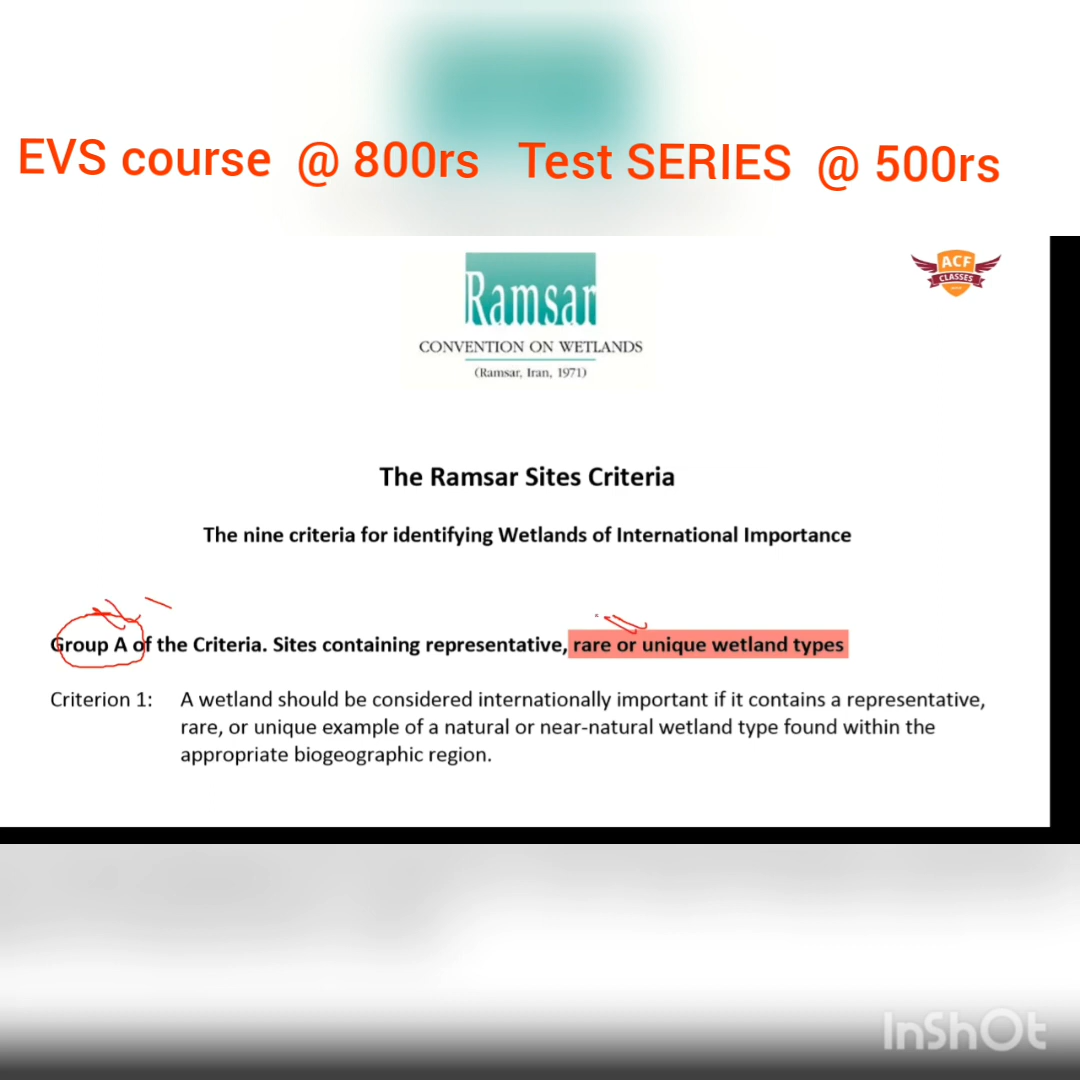 EVS course @ 800rs Test SERIES @ 500rs
ACF
CLASSES
Ramsar
CONVENTION ON WETLANDS
(Ramsar, Iran, 1971)
The Ramsar Sites Criteria
The nine criteria for identifying Wetlands of International Importance
Group A of the Criteria. Sites containing representative, rare or unique wetland types
Criterion 1: A wetland should be considered internationally important if it contains a representative,
rare, or unique example of a natural or near-natural wetland type found within the
appropriate biogeographic region.
InShOt